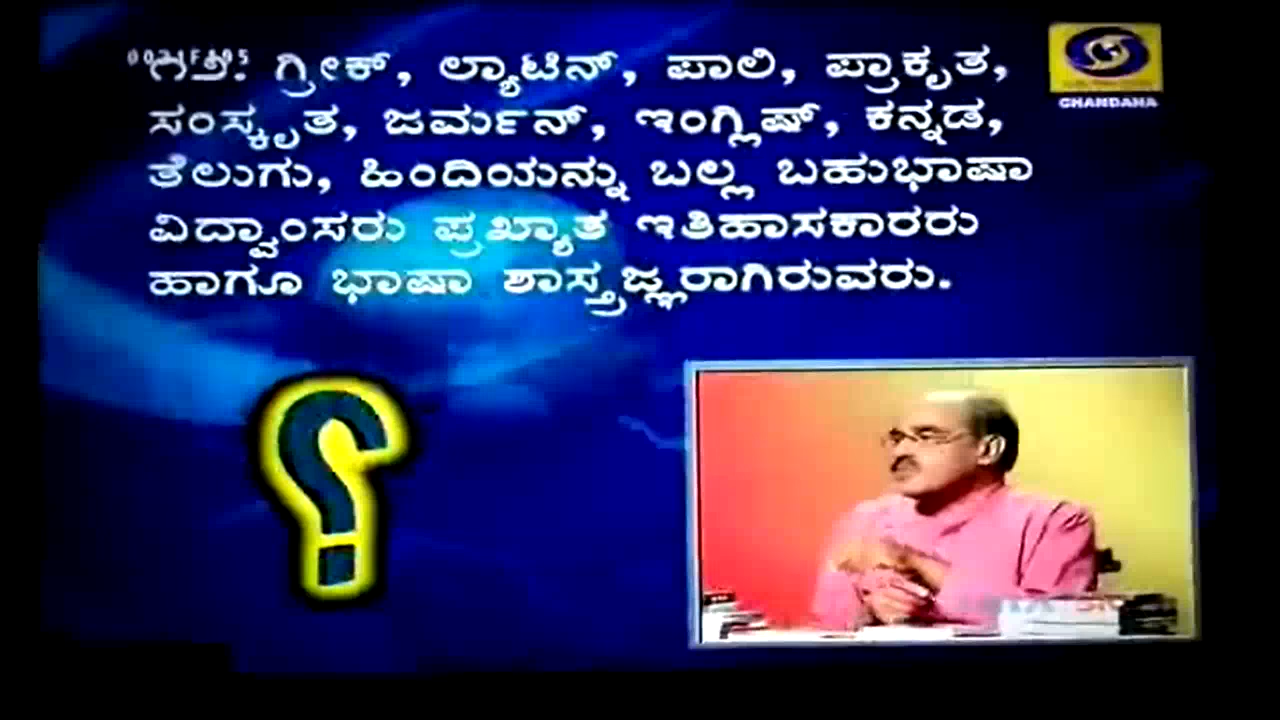 ಗ್ರೀಕ್, ಲ್ಯಾಟಿನ್, ಪಾಲಿ, ಪ್ರಾಕೃತ,
ಸಂಸ್ಕೃತ, ಜರ್ಮನ್, ಇಂಗ್ಲಿಷ್, ಕನ್ನಡ,
ತೆಲುಗು, ಹಿಂದಿಯನ್ನು ಬಲ್ಲ ಬಹುಭಾಷಾ
ವಿದ್ವಾಂಸರು ಪ್ರಖ್ಯಾತ ಇತಿಹಾಸಕಾರರು
ಹಾಗೂ ಭಾಷಾ ಶಾಸ್ತ್ರಜ್ಞರಾಗಿರುವರು.
CHANDANA
?